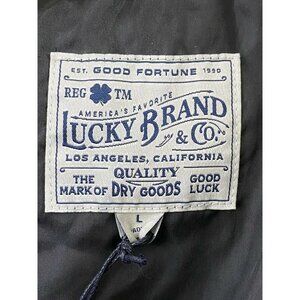 EST. GOOD FORTUNE 1990
REG TM
AMERICA'S FAVORITE
LUCKY BRAND
& CO.
LOS ANGELES, CALIFORNIA
QUALITY
THE MARK OF DRY GOODS GOOD LUCK
L